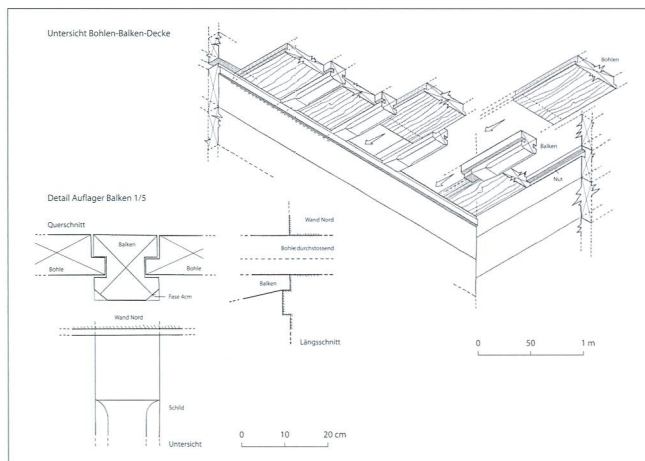 Untersicht Bohlen-Balken-Decke
Bohlen
Balken
Nut
Detail Auflager Balken 1/5
Querschnitt
Balken
Bohle
Bohle
Fase 4cm
Wand Nord
Bohle durchstossend
Balken
Längsschnitt
Wand Nord
Schild
Untersicht
0 10 20 cm
0 50 1 m